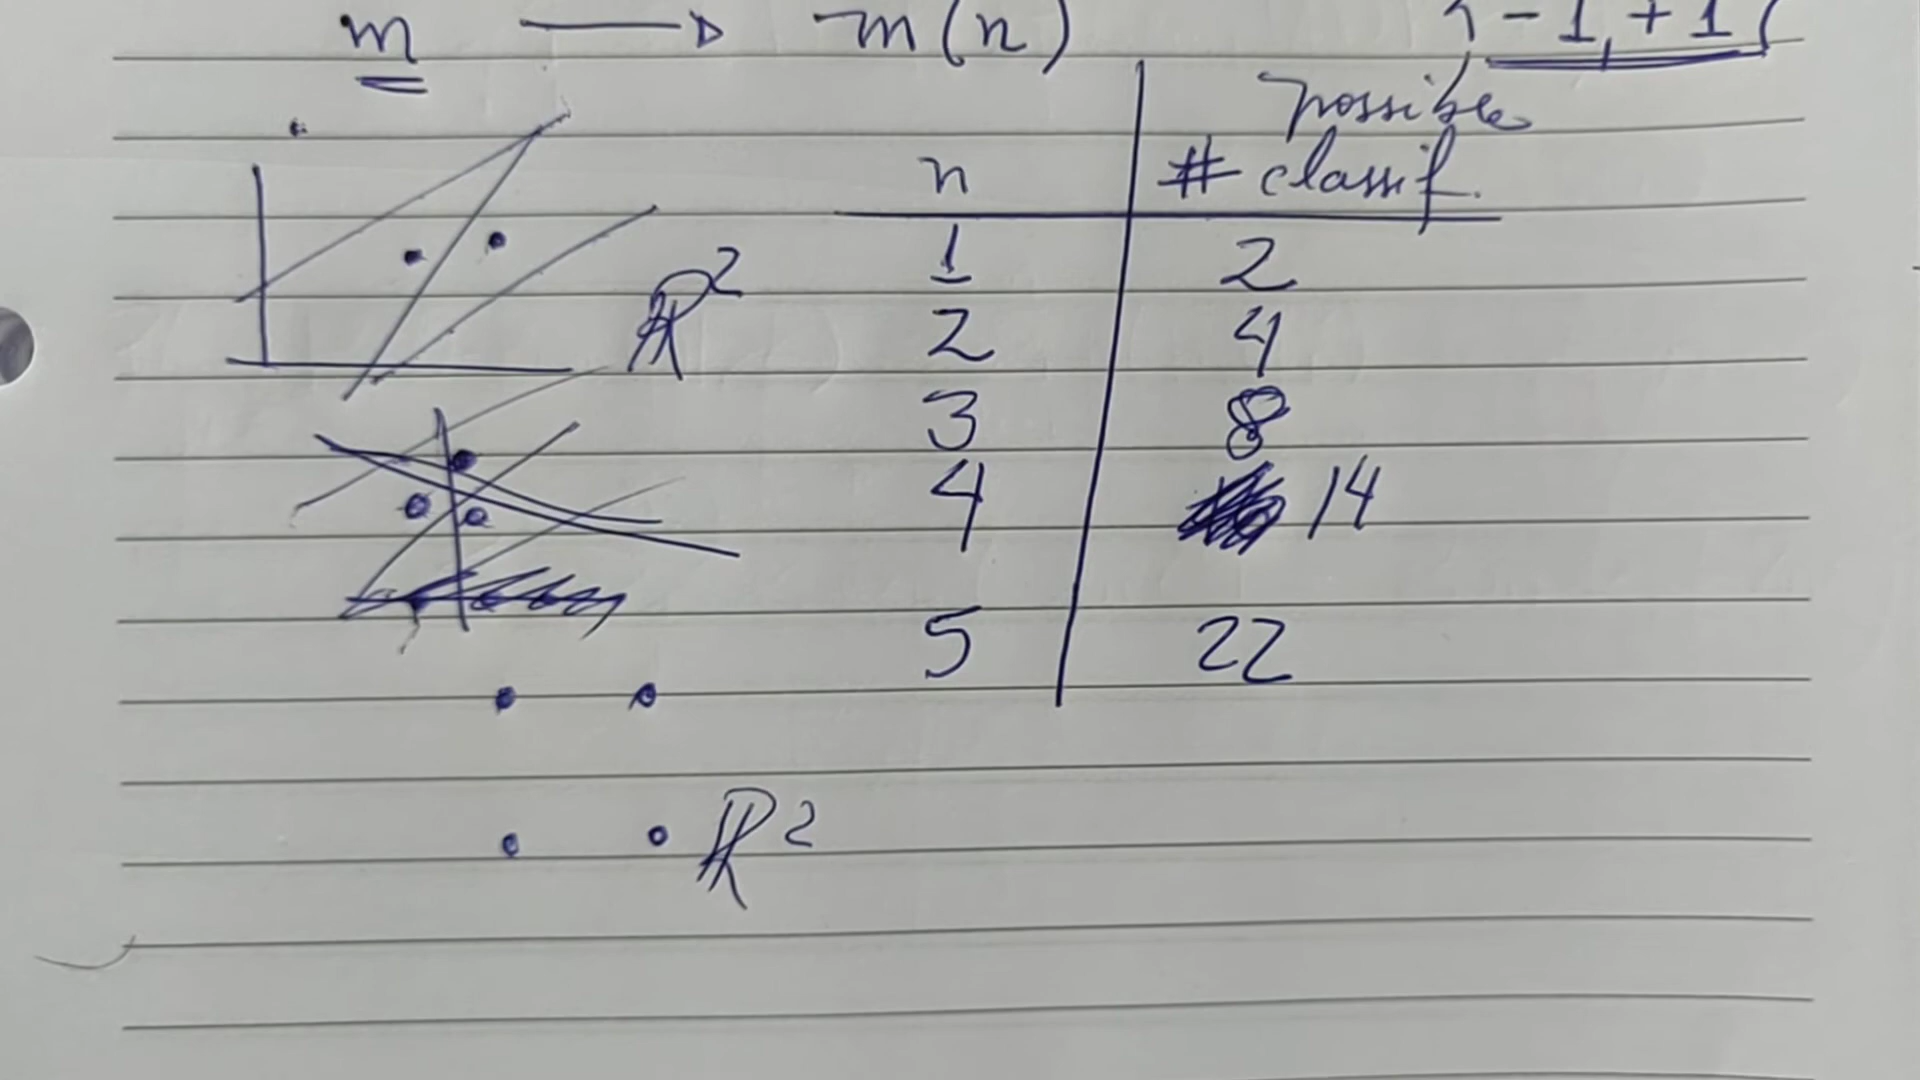 m → m(n) {-1, +1}
possible
n # classif.
1 2
2 4
3 8
4 14
5 22
ℝ²
ℝ²